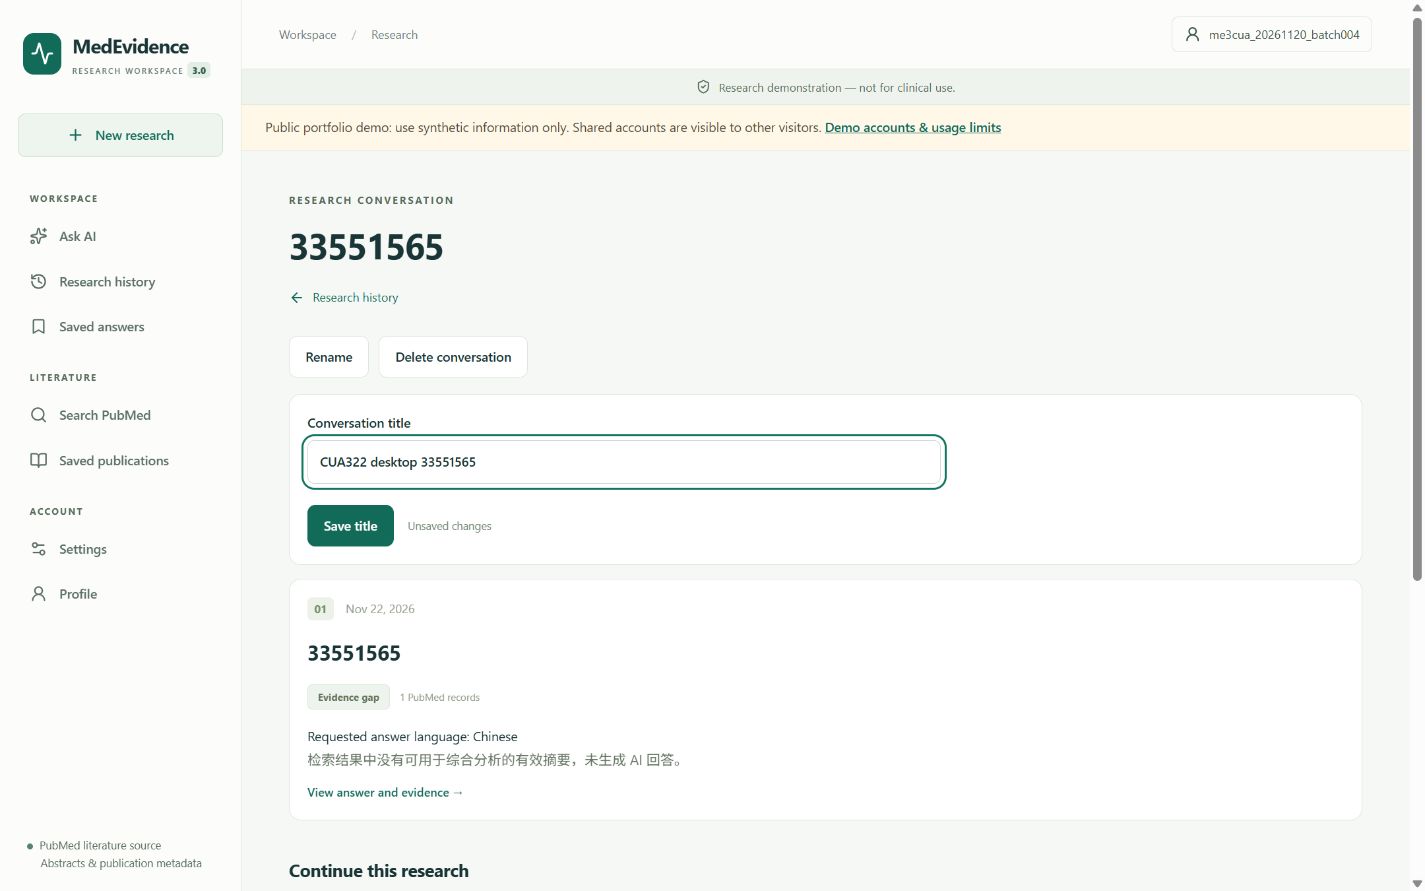 MedEvidence
RESEARCH WORKSPACE 3.0
New research
WORKSPACE
Ask AI
Research history
Saved answers
LITERATURE
Search PubMed
Saved publications
ACCOUNT
Settings
Profile
PubMed literature source
Abstracts & publication metadata
Workspace / Research
me3cua_20261120_batch004
Research demonstration — not for clinical use.
Public portfolio demo: use synthetic information only. Shared accounts are visible to other visitors. Demo accounts & usage limits
RESEARCH CONVERSATION
33551565
← Research history
Rename Delete conversation
Conversation title
CUA322 desktop 33551565
Save title Unsaved changes
01 Nov 22, 2026
33551565
Evidence gap 1 PubMed records
Requested answer language: Chinese
检索结果中没有可用于综合分析的有效摘要，未生成 AI 回答。
View answer and evidence →
Continue this research